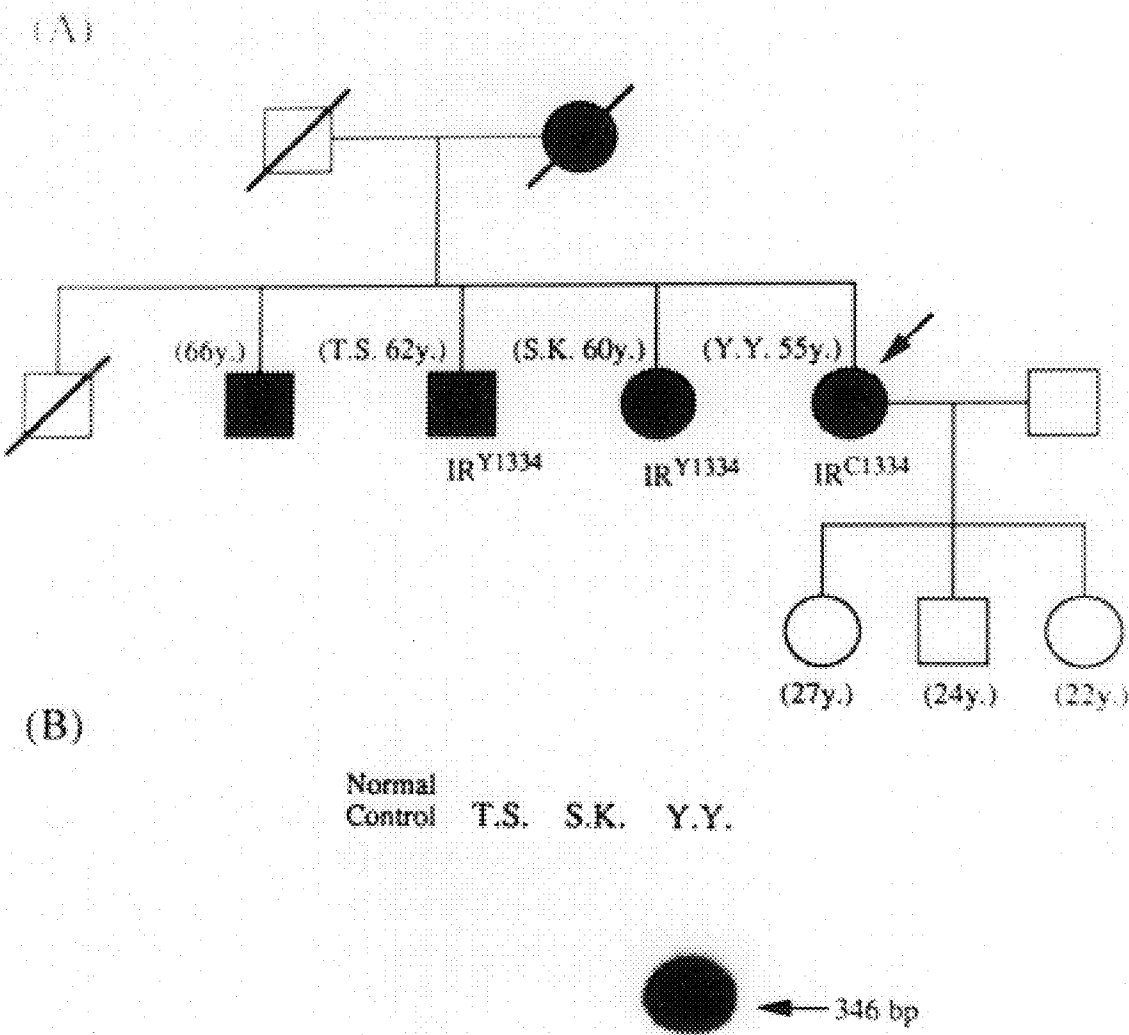 (A)
(66y.) (T.S. 62y.) (S.K. 60y.) (Y.Y. 55y.)
IR^Y1334 IR^Y1334 IR^C1334
(27y.) (24y.) (22y.)
(B)
Normal
Control T.S. S.K. Y.Y.
346 bp